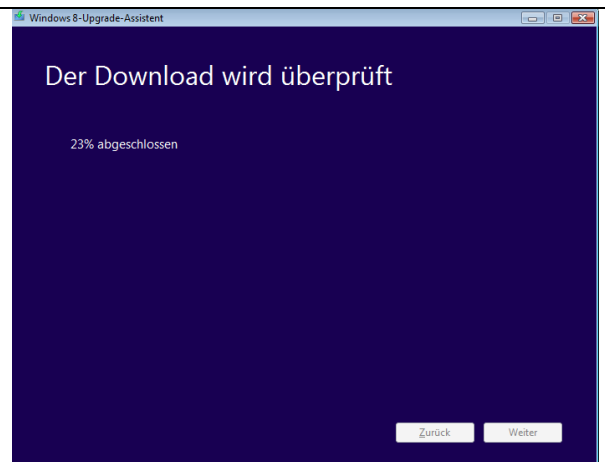 Windows 8-Upgrade-Assistent
Der Download wird überprüft
23% abgeschlossen
Zurück Weiter